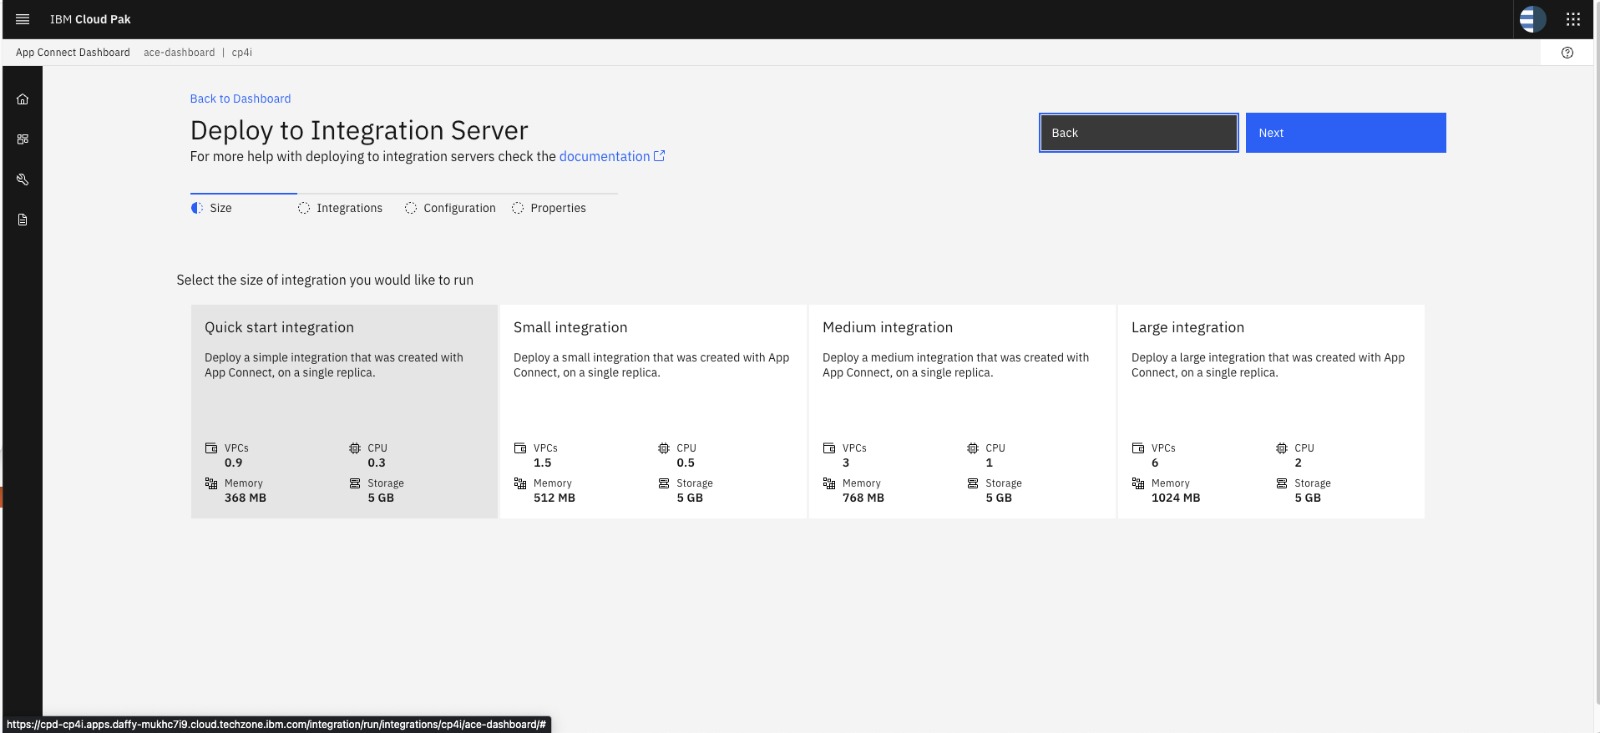 IBM Cloud Pak
App Connect Dashboard ace-dashboard | cp4i
Back to Dashboard
Deploy to Integration Server
For more help with deploying to integration servers check the documentation
Back
Next
Size
Integrations
Configuration
Properties
Select the size of integration you would like to run
Quick start integration
Deploy a simple integration that was created with
App Connect, on a single replica.
VPCs
0.9
CPU
0.3
Memory
368 MB
Storage
5 GB
Small integration
Deploy a small integration that was created with App
Connect, on a single replica.
VPCs
1.5
CPU
0.5
Memory
512 MB
Storage
5 GB
Medium integration
Deploy a medium integration that was created with
App Connect, on a single replica.
VPCs
3
CPU
1
Memory
768 MB
Storage
5 GB
Large integration
Deploy a large integration that was created with App
Connect, on a single replica.
VPCs
6
CPU
2
Memory
1024 MB
Storage
5 GB
https://cpd-cp4i.apps.daffy-mukhc7i9.cloud.techzone.ibm.com/integration/run/integrations/cp4i/ace-dashboard/#